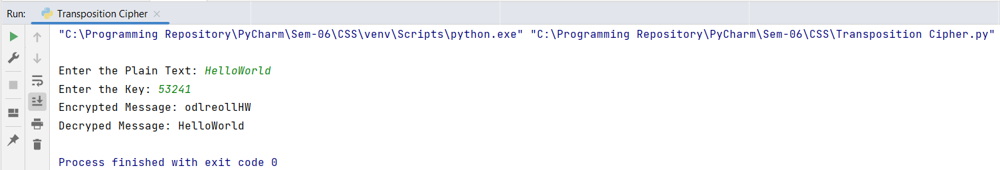 Run: Transposition Cipher
"C:\Programming Repository\PyCharm\Sem-06\CSS\venv\Scripts\python.exe" "C:\Programming Repository\PyCharm\Sem-06\CSS\Transposition Cipher.py"
Enter the Plain Text: HelloWorld
Enter the Key: 53241
Encrypted Message: odlreollHW
Decryped Message: HelloWorld
Process finished with exit code 0